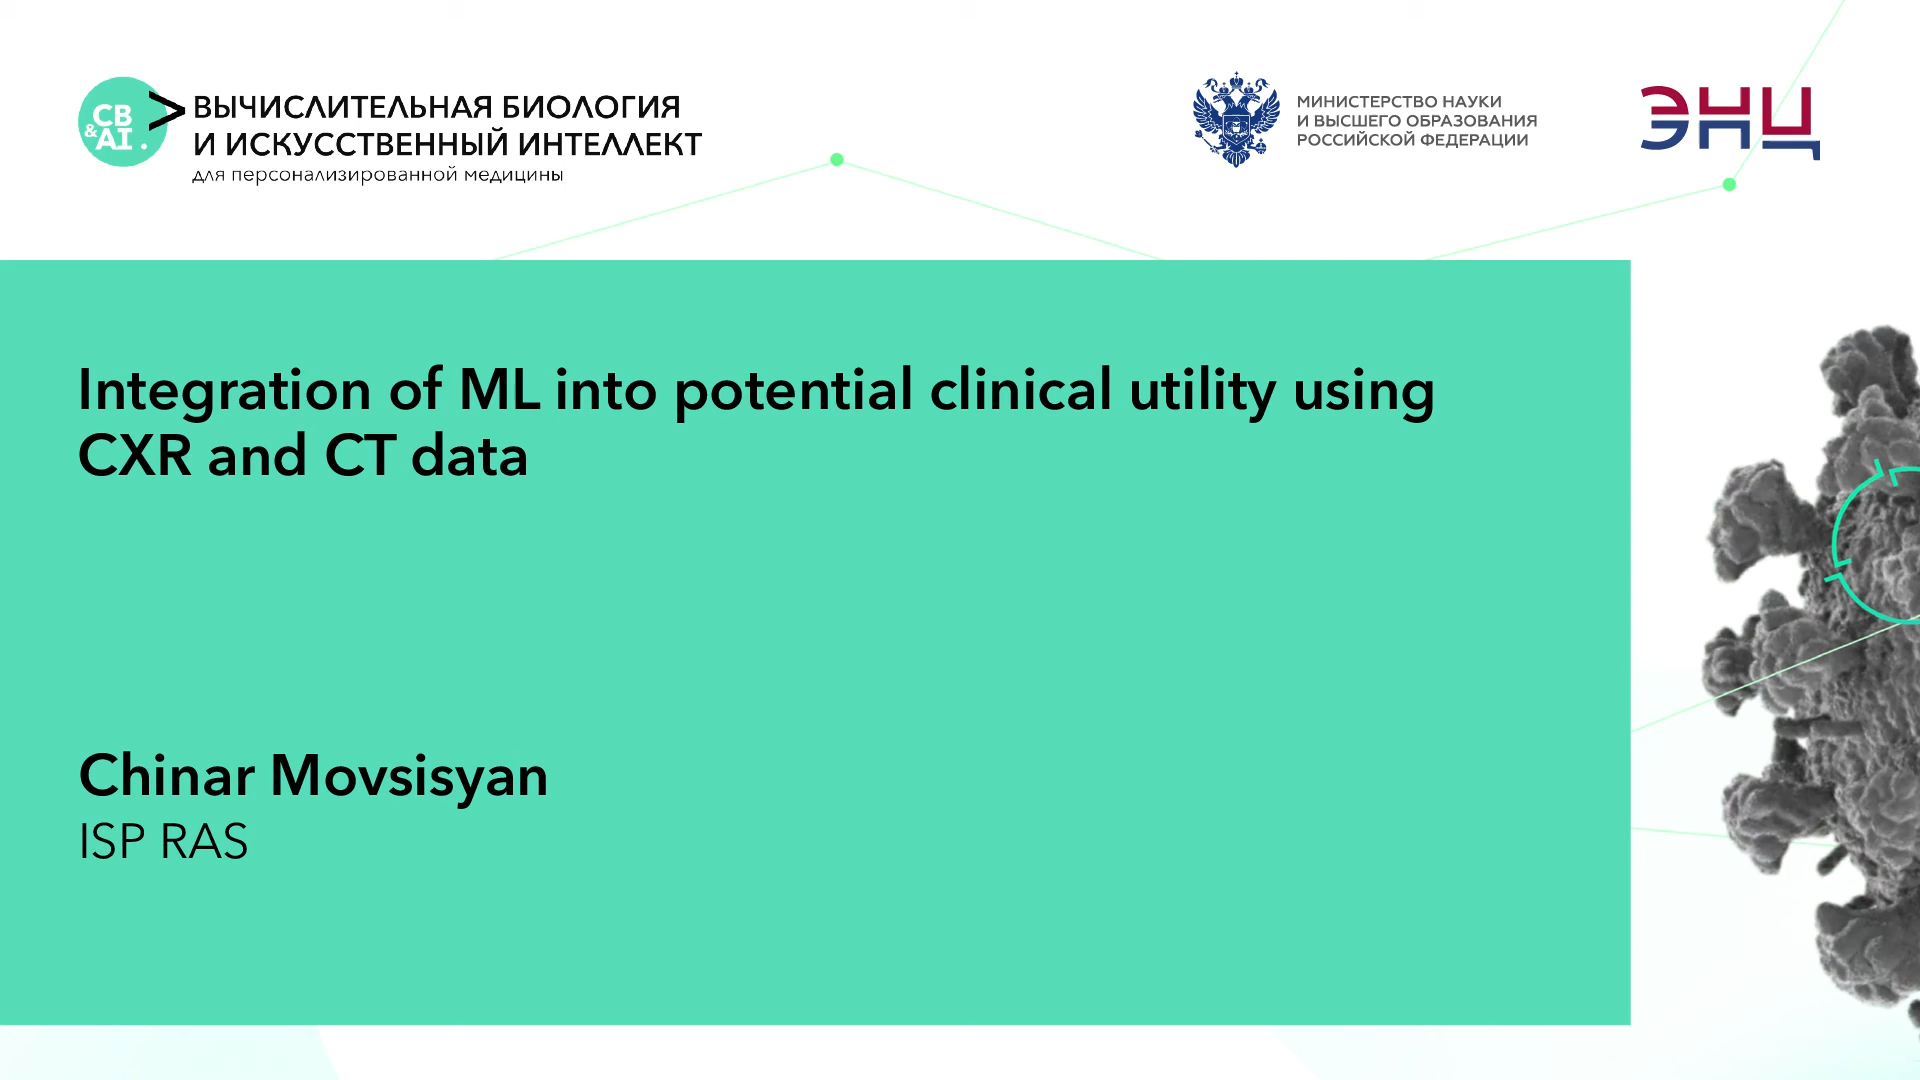 CB
&
AI.
ВЫЧИСЛИТЕЛЬНАЯ БИОЛОГИЯ
И ИСКУССТВЕННЫЙ ИНТЕЛЛЕКТ
для персонализированной медицины
МИНИСТЕРСТВО НАУКИ
И ВЫСШЕГО ОБРАЗОВАНИЯ
РОССИЙСКОЙ ФЕДЕРАЦИИ
ЭНЦ
Integration of ML into potential clinical utility using
CXR and CT data
Chinar Movsisyan
ISP RAS